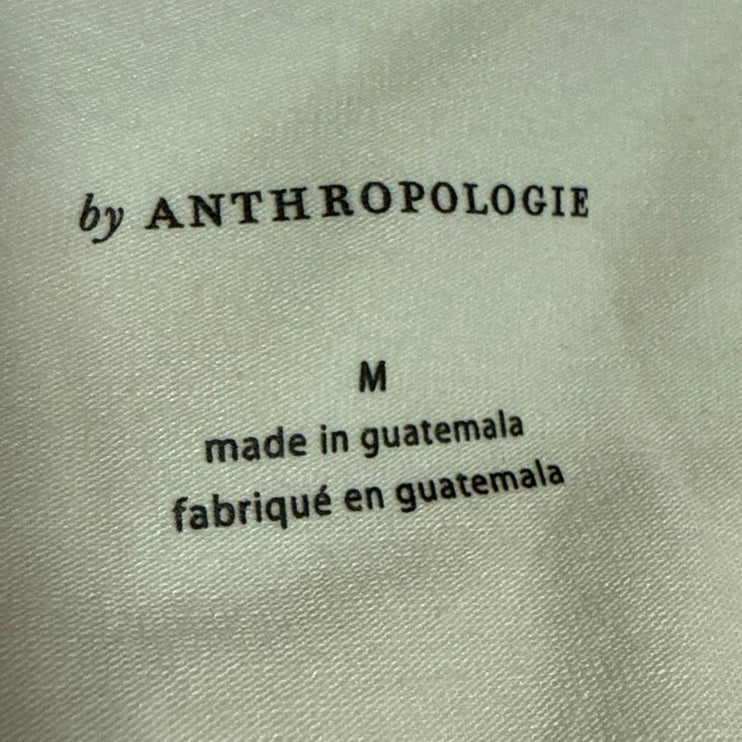 by ANTHROPOLOGIE
M
made in guatemala
fabriqué en guatemala